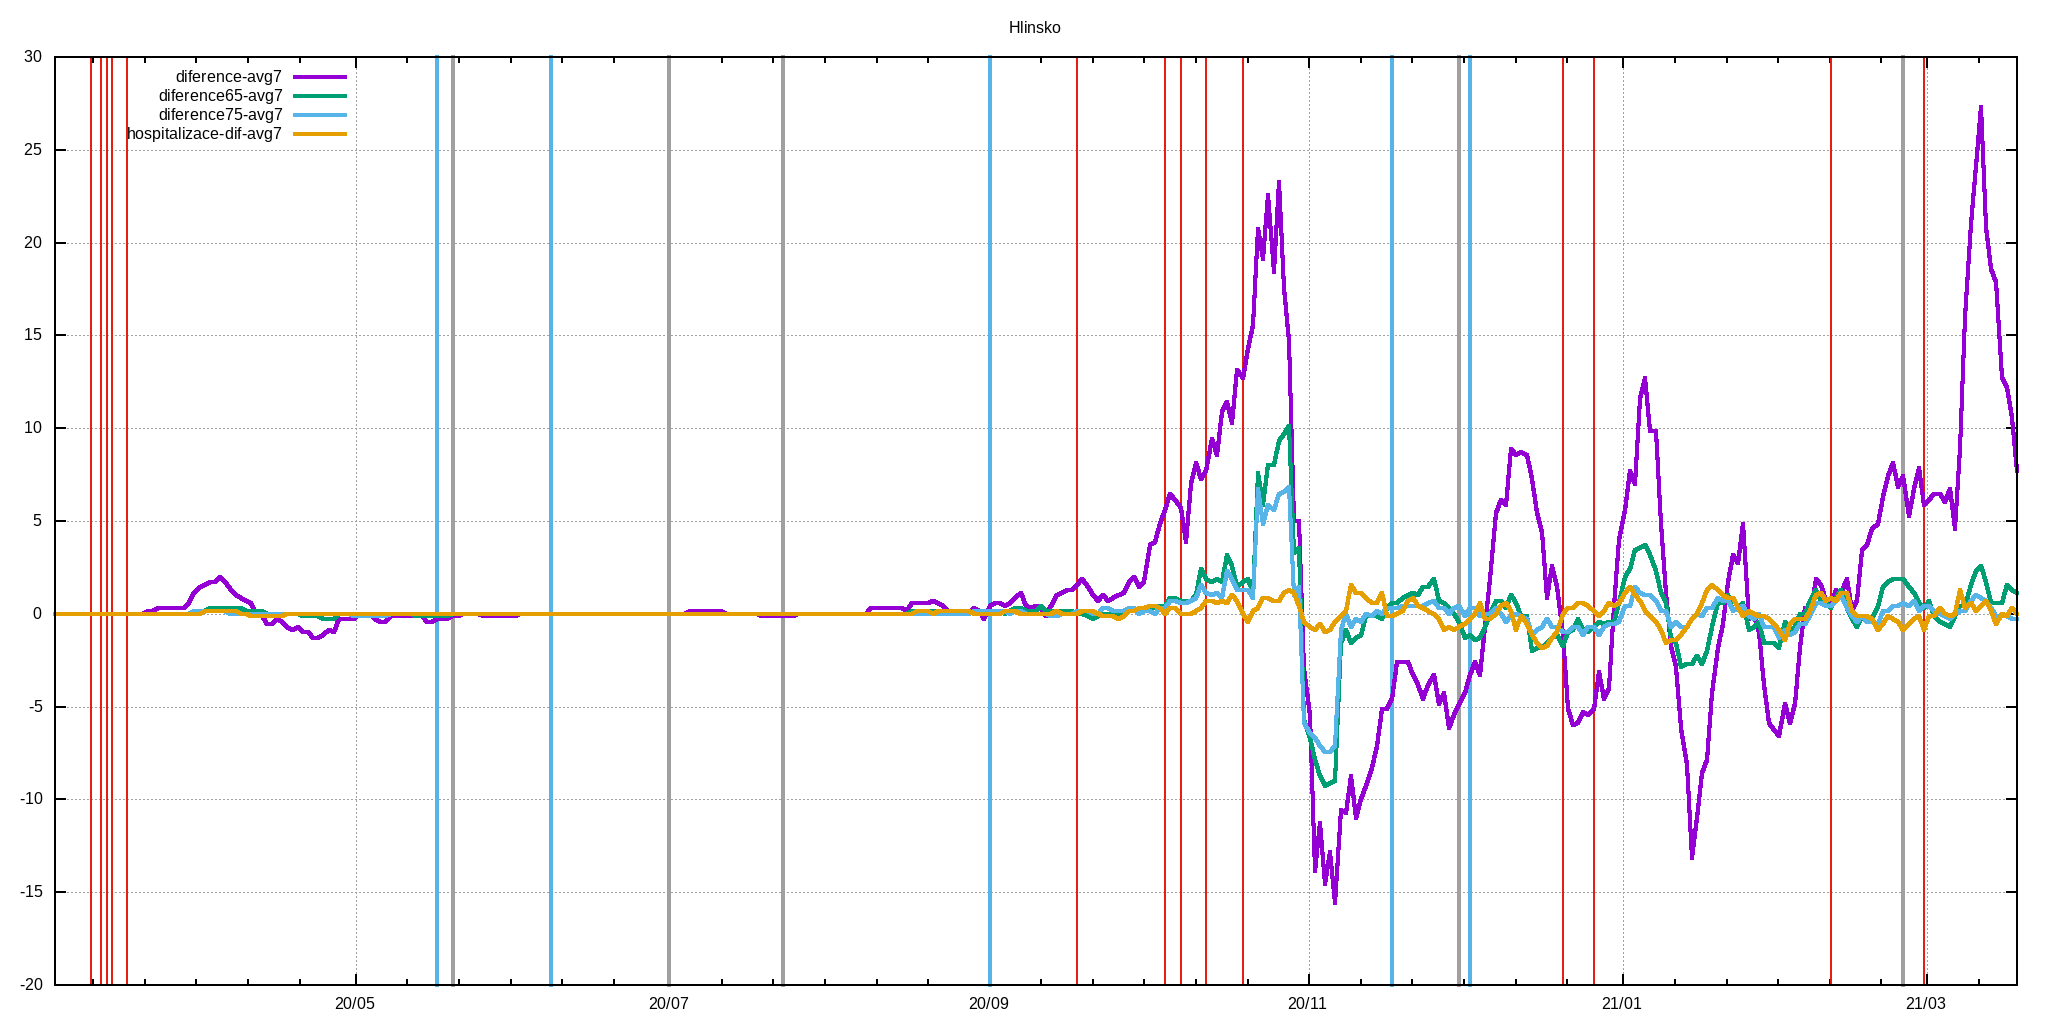 Hlinsko
30
diference-avg7
diference65-avg7
diference75-avg7
hospitalizace-dif-avg7
25
20
15
10
5
0
-5
-10
-15
-20
20/05 20/07 20/09 20/11 21/01 21/03